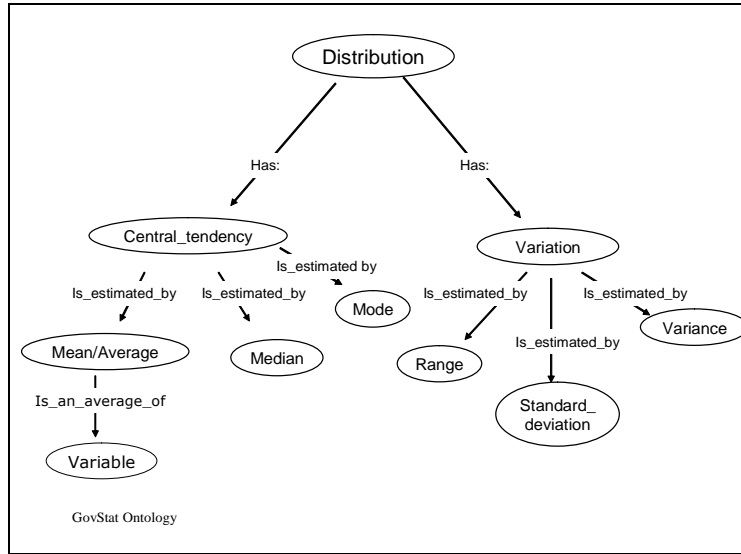 Distribution
Has:
Has:
Central_tendency
Variation
Is_estimated by
Is_estimated_by
Is_estimated_by
Is_estimated_by
Is_estimated_by
Mode
Variance
Is_estimated_by
Mean/Average
Median
Range
Is_an_average_of
Standard_
deviation
Variable
GovStat Ontology